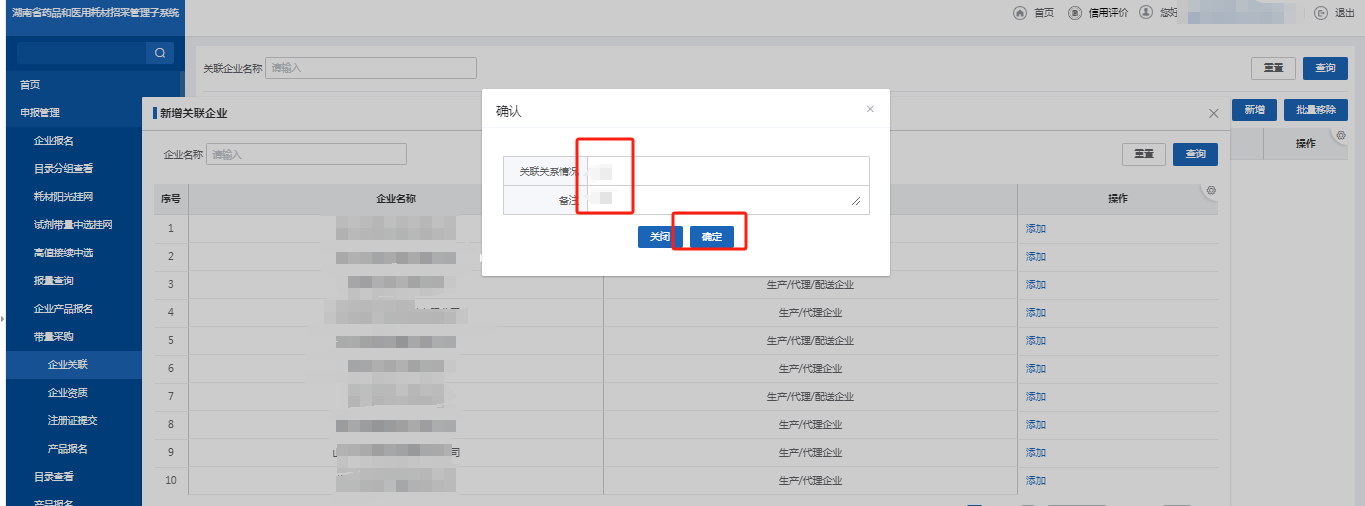 湖南省药品和医用耗材招采管理子系统
首页 信用评价 您好 退出
首页
申报管理
企业报名
目录分组查看
耗材阳光挂网
试剂带量中选挂网
高值接续中选
报量查询
企业产品报名
带量采购
企业关联
企业资质
注册证提交
产品报名
目录查看
产品报名
关联企业名称 请输入 重置 查询
新增 批量移除
操作
新增关联企业
企业名称 请输入 重置 查询
序号 企业名称 操作
1 添加
2 添加
3 生产/代理/配送企业 添加
4 生产/代理企业 添加
5 生产/代理/配送企业 添加
6 生产/代理企业 添加
7 生产/代理/配送企业 添加
8 生产/代理企业 添加
9 司 生产/代理企业 添加
10 生产/代理企业 添加
确认
关联关系情况
备注
关闭 确定